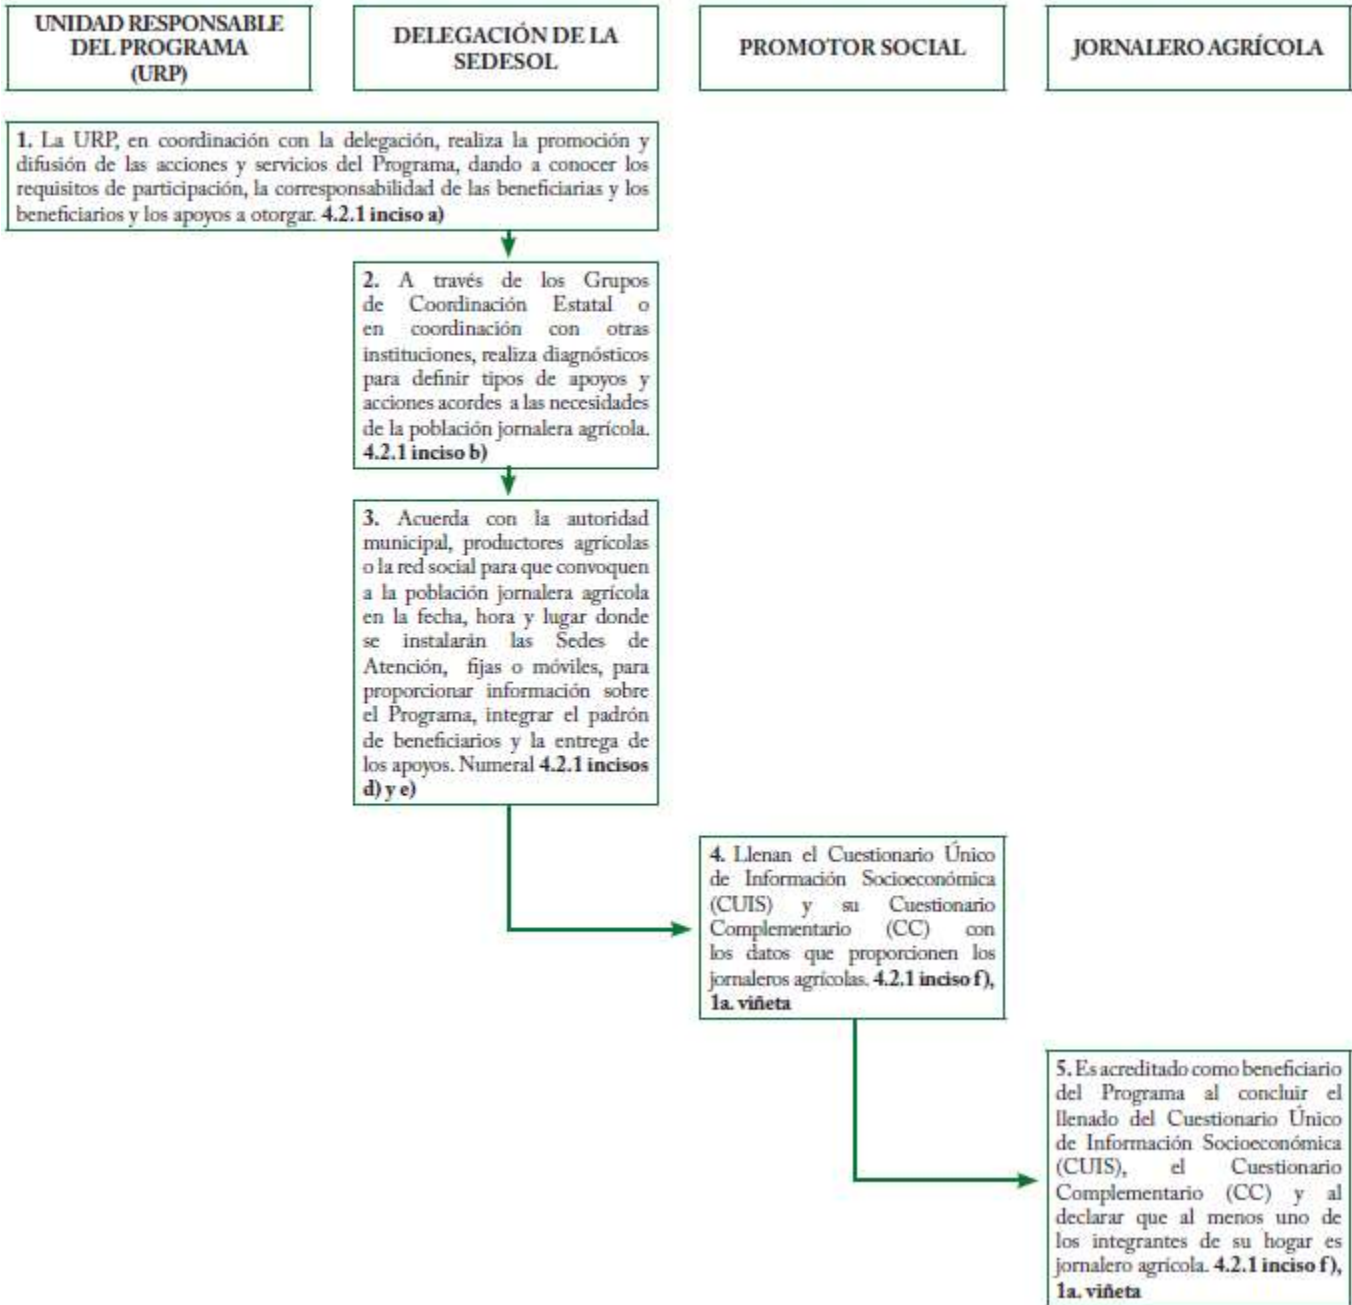 UNIDAD RESPONSABLE
DEL PROGRAMA
(URP)
DELEGACIÓN DE LA
SEDESOL
PROMOTOR SOCIAL
JORNALERO AGRÍCOLA
1. La URP, en coordinación con la delegación, realiza la promoción y
difusión de las acciones y servicios del Programa, dando a conocer los
requisitos de participación, la corresponsabilidad de las beneficiarias y los
beneficiarios y los apoyos a otorgar. 4.2.1 inciso a)
2. A través de los Grupos
de Coordinación Estatal o
en coordinación con otras
instituciones, realiza diagnósticos
para definir tipos de apoyos y
acciones acordes a las necesidades
de la población jornalera agrícola.
4.2.1 inciso b)
3. Acuerda con la autoridad
municipal, productores agrícolas
o la red social para que convoquen
a la población jornalera agrícola
en la fecha, hora y lugar donde
se instalarán las Sedes de
Atención, fijas o móviles, para
proporcionar información sobre
el Programa, integrar el padrón
de beneficiarios y la entrega de
los apoyos. Numeral 4.2.1 incisos
d) y e)
4. Llenan el Cuestionario Único
de Información Socioeconómica
(CUIS) y su Cuestionario
Complementario (CC) con
los datos que proporcionen los
jornaleros agrícolas. 4.2.1 inciso f),
1a. viñeta
5. Es acreditado como beneficiario
del Programa al concluir el
llenado del Cuestionario Único
de Información Socioeconómica
(CUIS), el Cuestionario
Complementario (CC) y al
declarar que al menos uno de
los integrantes de su hogar es
jornalero agrícola. 4.2.1 inciso f),
1a. viñeta